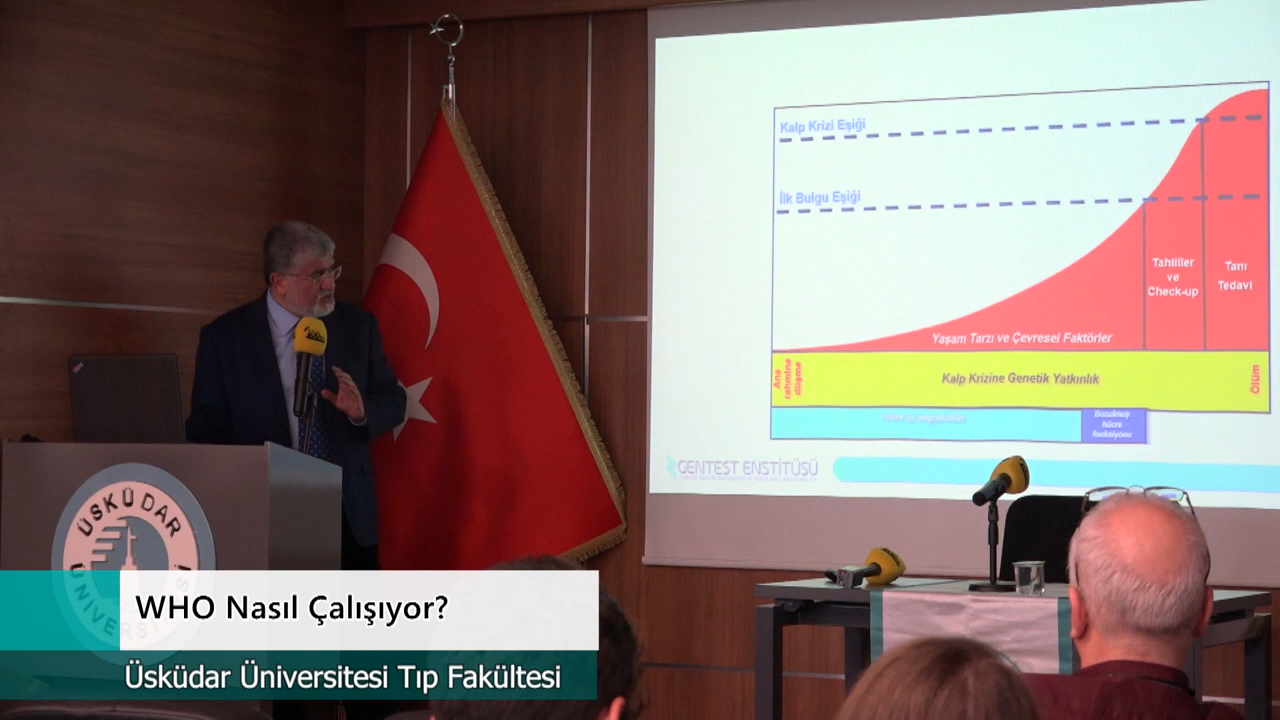 Kalp Krizi Eşiği
İlk Bulgu Eşiği
Tahliller
ve
Check-up
Tanı
Tedavi
Yaşam Tarzı ve Çevresel Faktörler
Ana
rahmine
düşme
Kalp Krizine Genetik Yatkınlık
Ölüm
Bozulmuş
hücre
fonksiyonu
GENTEST ENSTİTÜSÜ
ÜSKÜDAR
ÜNİVERSİ
WHO Nasıl Çalışıyor?
Üsküdar Üniversitesi Tıp Fakültesi